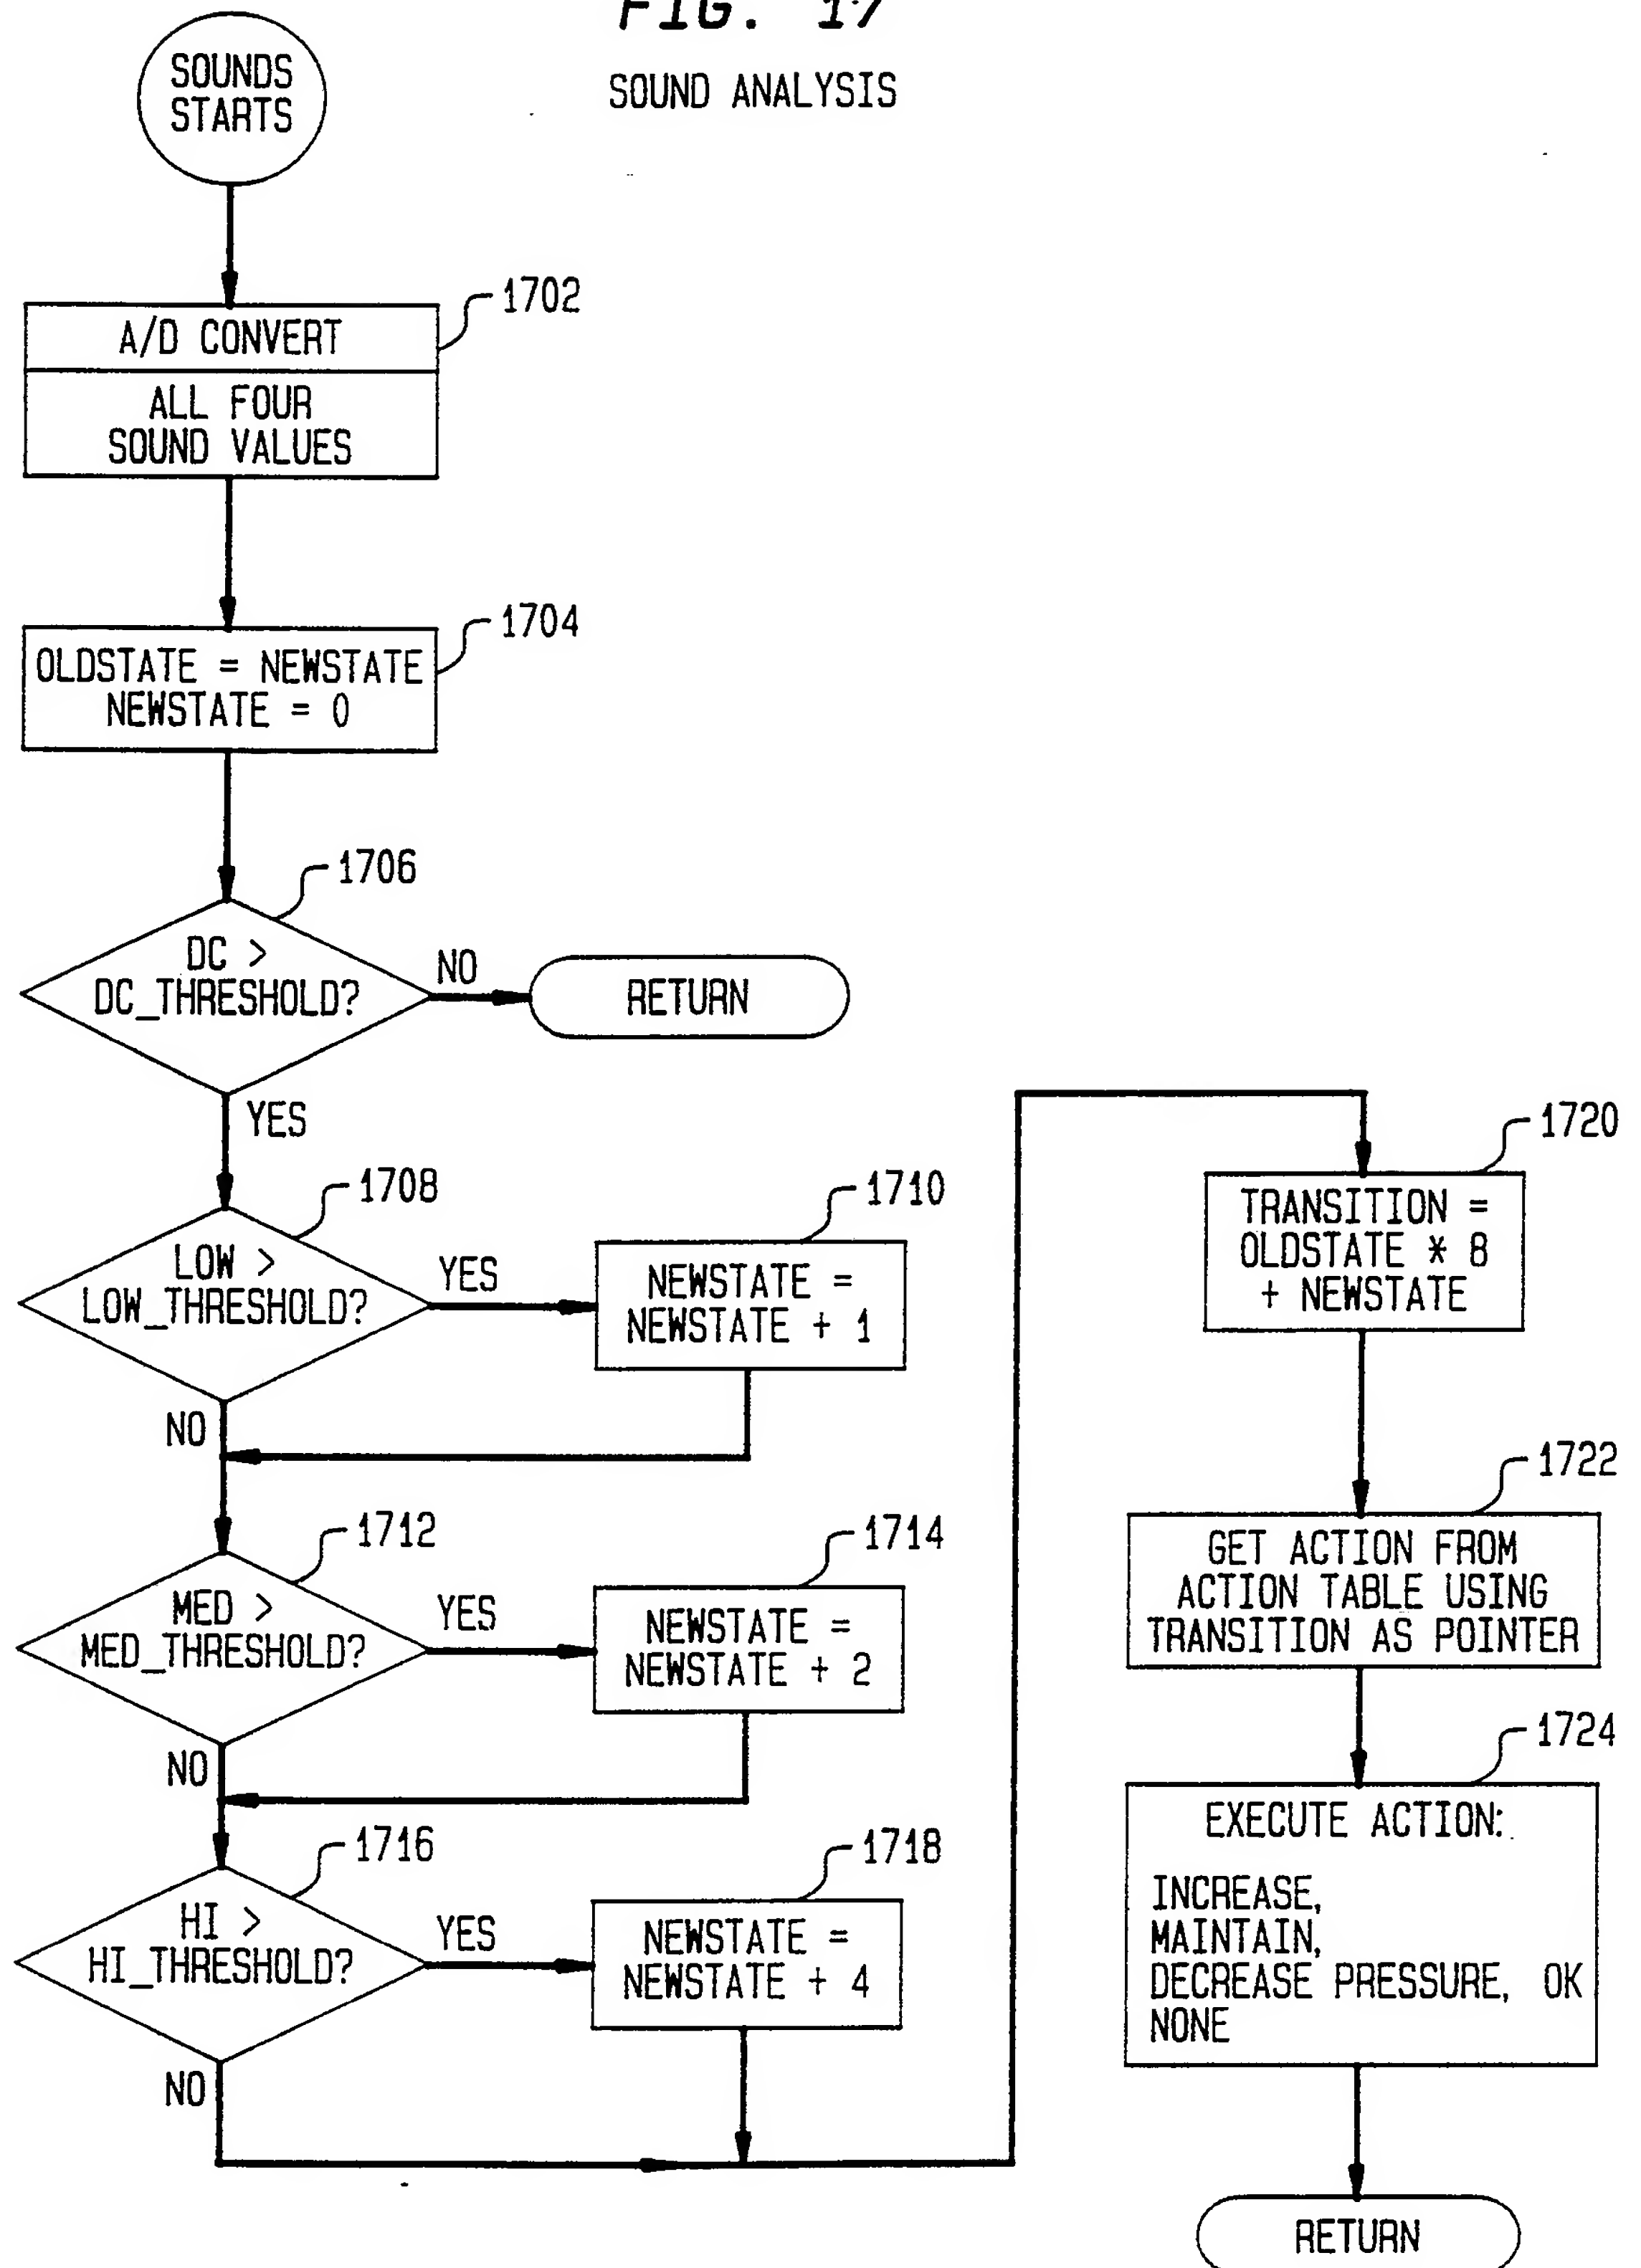 FIG. 17
SOUND ANALYSIS
SOUNDS
STARTS
1702
A/D CONVERT
ALL FOUR
SOUND VALUES
1704
OLDSTATE = NEWSTATE
NEWSTATE = 0
1706
DC >
DC_THRESHOLD?
NO
RETURN
YES
1708
LOW >
LOW_THRESHOLD?
YES
1710
NEWSTATE =
NEWSTATE + 1
NO
1712
MED >
MED_THRESHOLD?
YES
1714
NEWSTATE =
NEWSTATE + 2
NO
1716
HI >
HI_THRESHOLD?
YES
1718
NEWSTATE =
NEWSTATE + 4
NO
1720
TRANSITION =
OLDSTATE * 8
+ NEWSTATE
1722
GET ACTION FROM
ACTION TABLE USING
TRANSITION AS POINTER
1724
EXECUTE ACTION:
INCREASE,
MAINTAIN,
DECREASE PRESSURE, OK
NONE
RETURN